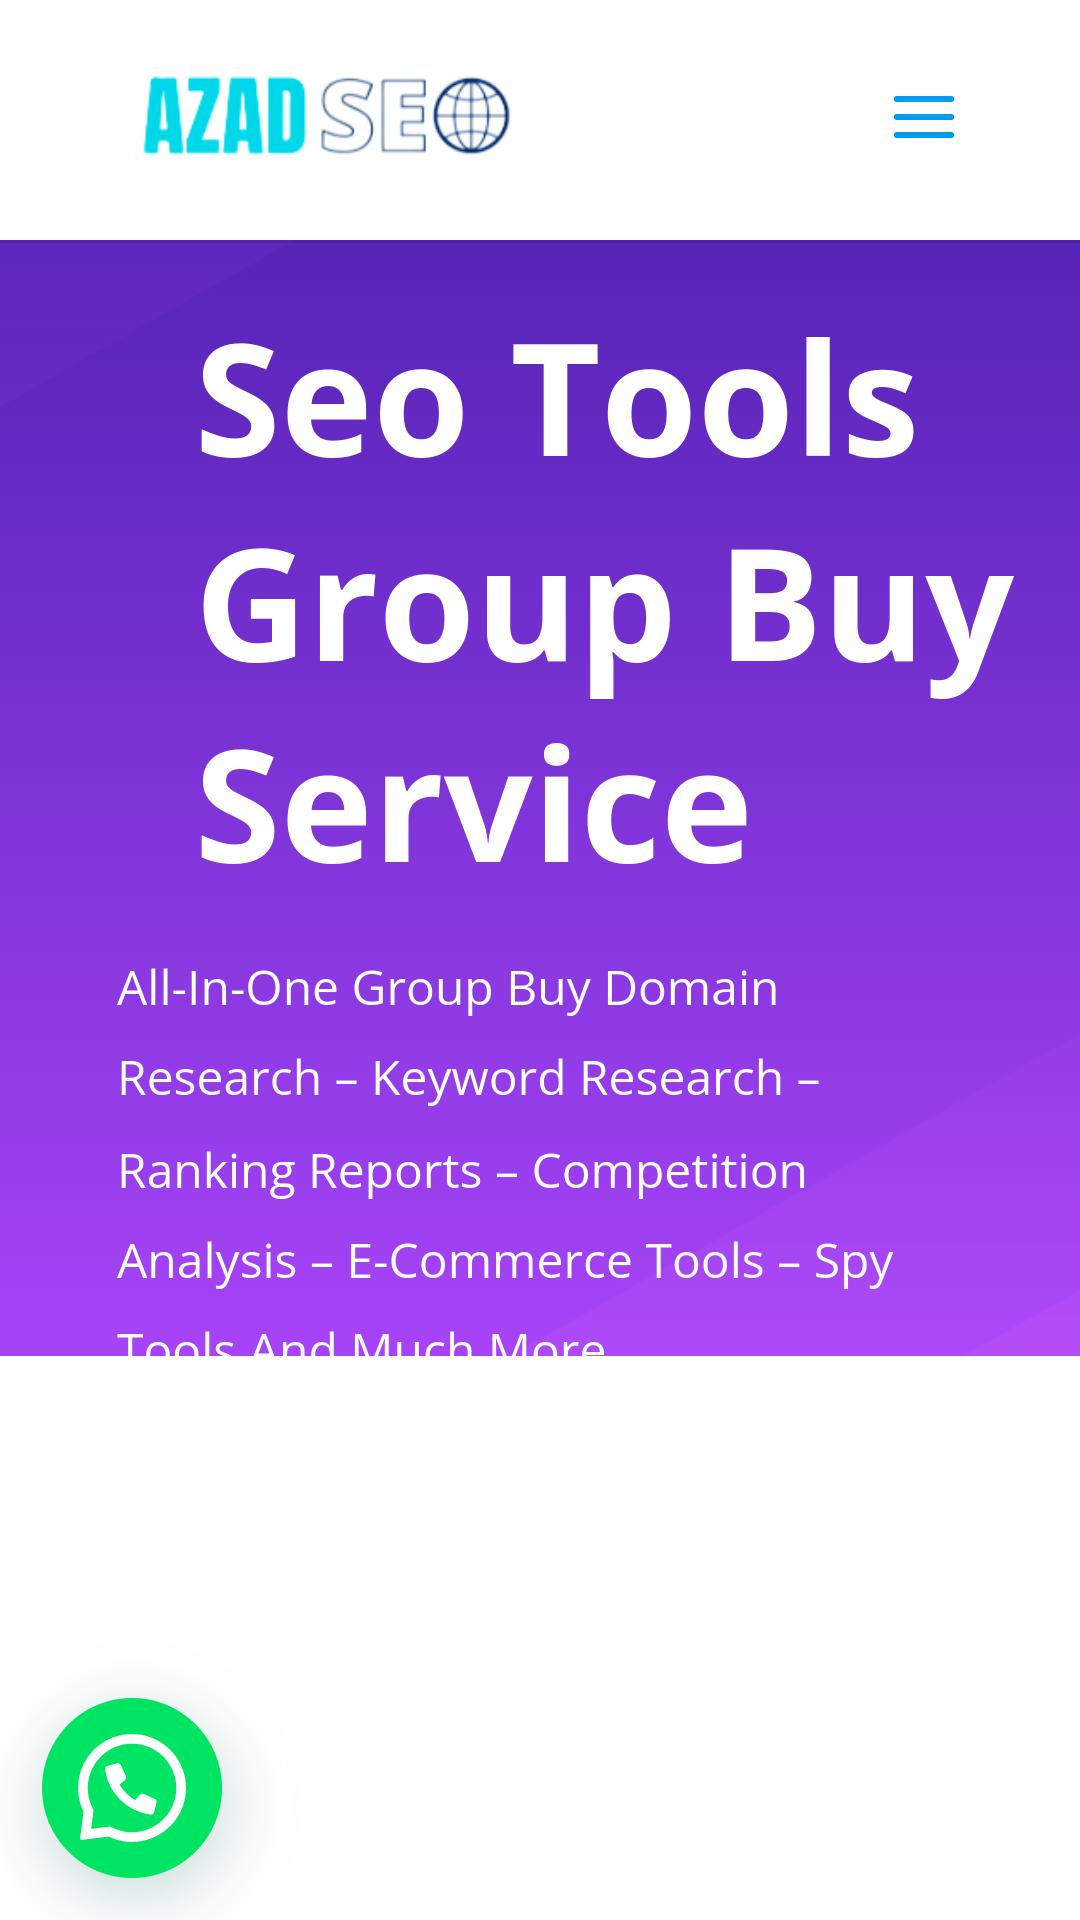 AZAD SEO
Seo Tools
Group Buy
Service
All-In-One Group Buy Domain
Research – Keyword Research –
Ranking Reports – Competition
Analysis – E-Commerce Tools – Spy
Tools And Much More